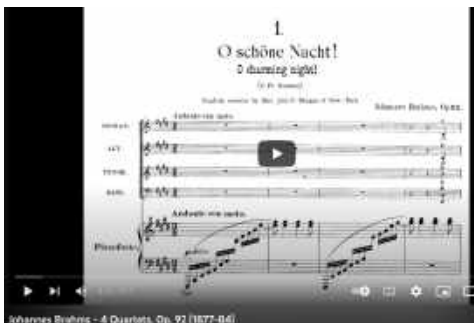 1.
O schöne Nacht!
O charming night!
Andante con moto.
Johannes Brahms, Op. 92.
SOPRAN.
ALT.
TENOR.
BASS.
Andante con moto.
Pianoforte.
Johannes Brahms - 4 Quartets, Op. 92 (1877-84)